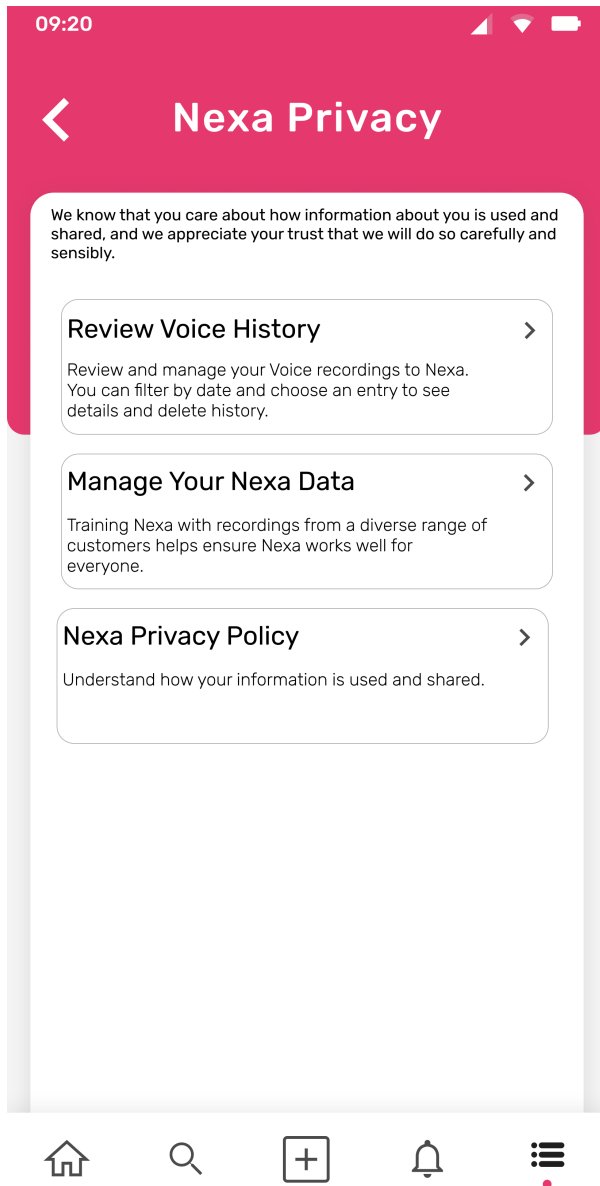 09:20
Nexa Privacy
We know that you care about how information about you is used and
shared, and we appreciate your trust that we will do so carefully and
sensibly.
Review Voice History
Review and manage your Voice recordings to Nexa.
You can filter by date and choose an entry to see
details and delete history.
Manage Your Nexa Data
Training Nexa with recordings from a diverse range of
customers helps ensure Nexa works well for
everyone.
Nexa Privacy Policy
Understand how your information is used and shared.